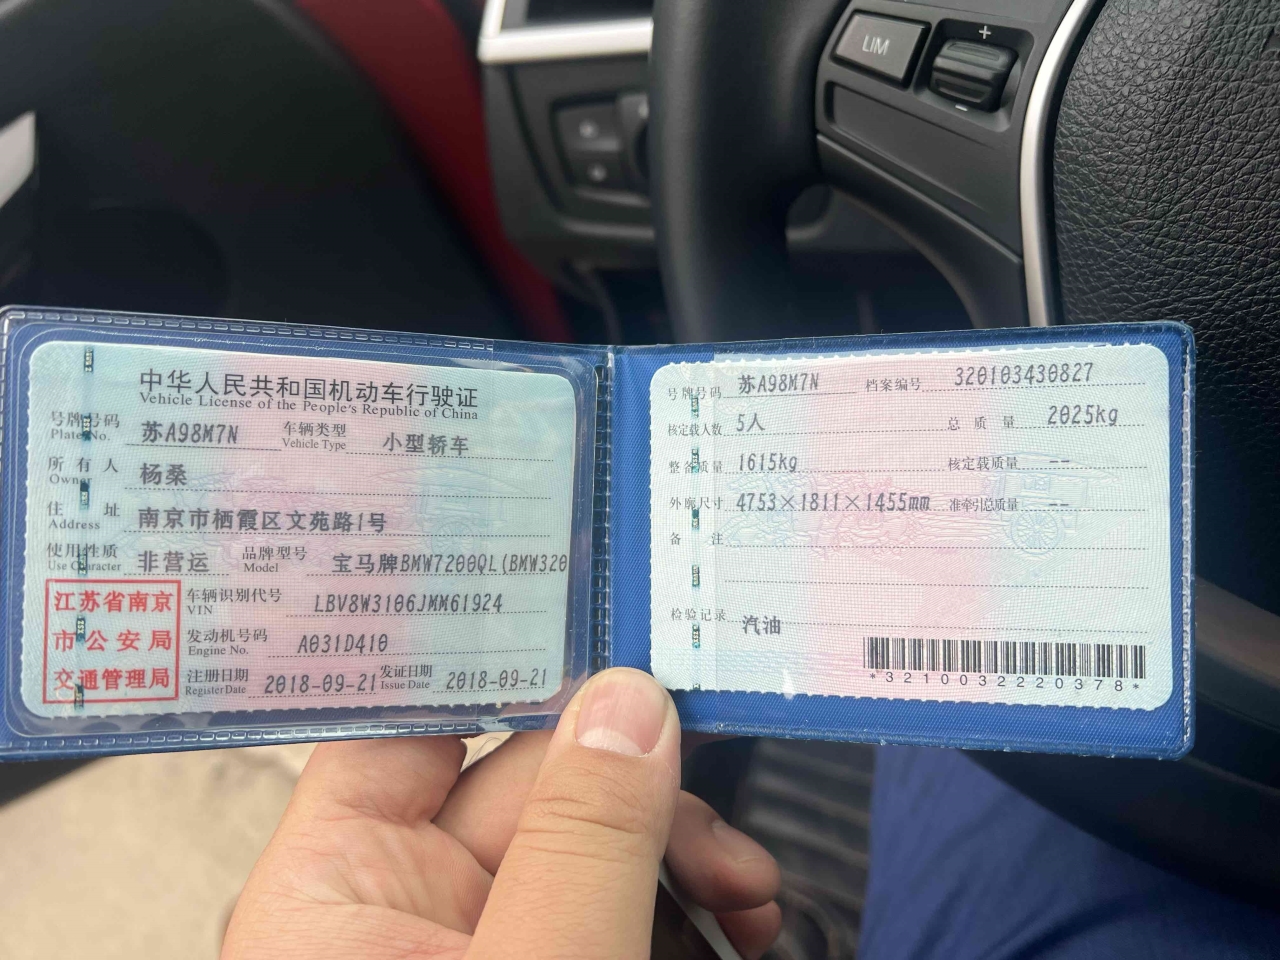 LIM
+
−
中华人民共和国机动车行驶证
Vehicle License of the People's Republic of China
号牌号码 苏A98M7N 车辆类型 小型轿车
Plate No. Vehicle Type
所有人 杨桑
Owner
住址 南京市栖霞区文苑路1号
Address
使用性质 非营运 品牌型号 宝马牌BMW7200QL(BMW320
Use Character Model
江苏省南京
市公安局
交通管理局
车辆识别代号 LBV8W3106JMM61924
VIN
发动机号码 A031D410
Engine No.
注册日期 2018-09-21 发证日期 2018-09-21
Register Date Issue Date
号牌号码 苏A98M7N 档案编号 320103430827
核定载人数 5人 总质量 2025kg
整备质量 1615kg 核定载质量 --
外廓尺寸 4753×1811×1455mm 准牵引总质量 --
备注
检验记录 汽油
*3210032220378*